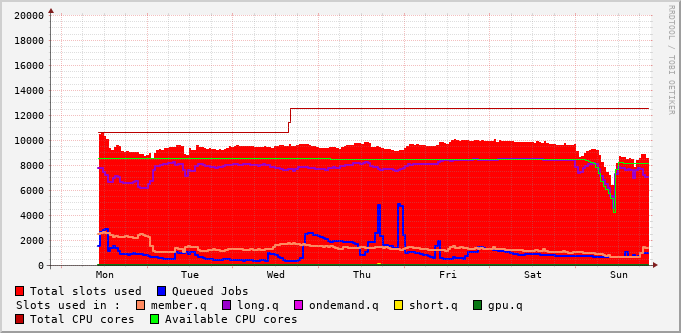 RRDTOOL / TOBI OETIKER
20000
18000
16000
14000
12000
10000
8000
6000
4000
2000
0
Mon Tue Wed Thu Fri Sat Sun
Total slots used Queued Jobs
Slots used in : member.q long.q ondemand.q short.q gpu.q
Total CPU cores Available CPU cores